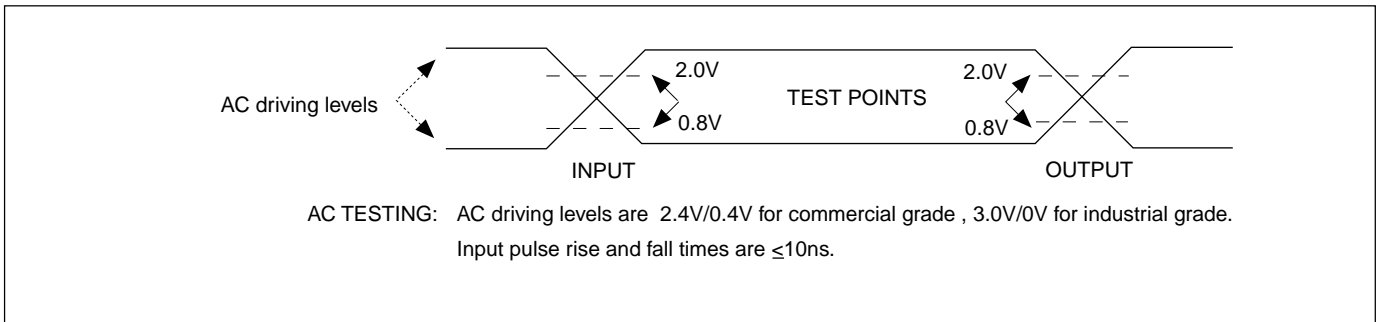 2.0V 2.0V
AC driving levels TEST POINTS
0.8V 0.8V
INPUT OUTPUT
AC TESTING: AC driving levels are 2.4V/0.4V for commercial grade , 3.0V/0V for industrial grade.
Input pulse rise and fall times are ≤10ns.